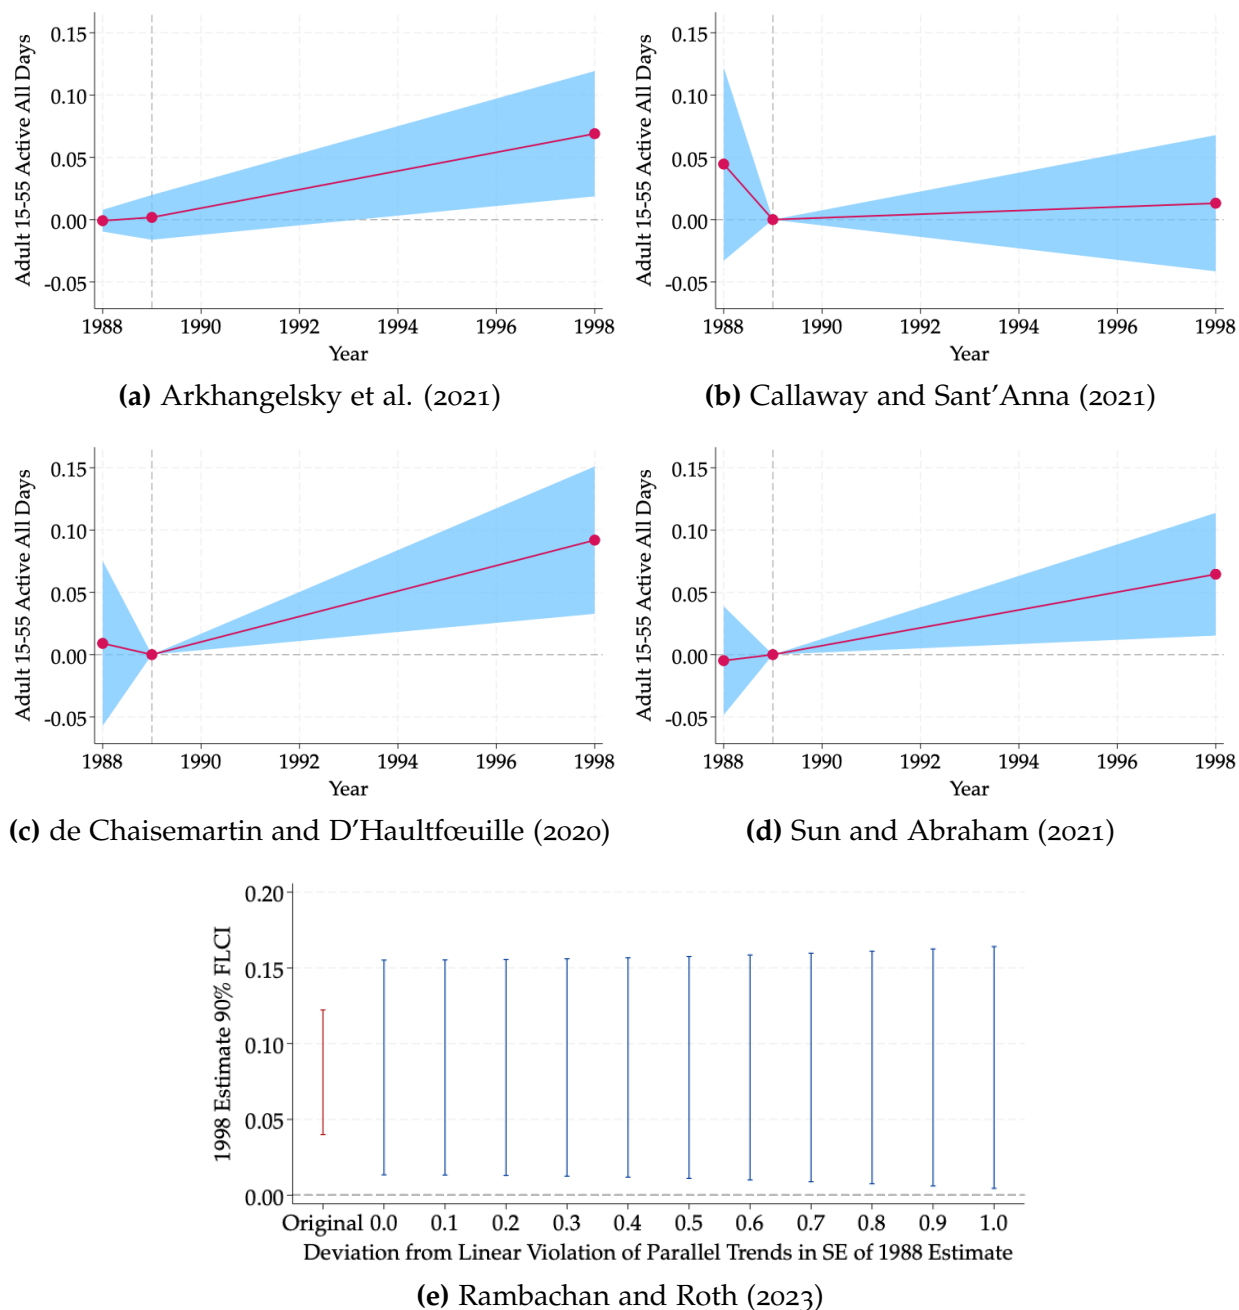 Adult 15-55 Active All Days
0.15
0.10
0.05
0.00
-0.05
1988 1990 1992 1994 1996 1998
Year
(a) Arkhangelsky et al. (2021)
Adult 15-55 Active All Days
0.15
0.10
0.05
0.00
-0.05
1988 1990 1992 1994 1996 1998
Year
(b) Callaway and Sant'Anna (2021)
Adult 15-55 Active All Days
0.15
0.10
0.05
0.00
-0.05
1988 1990 1992 1994 1996 1998
Year
(c) de Chaisemartin and D'Haultfœuille (2020)
Adult 15-55 Active All Days
0.15
0.10
0.05
0.00
-0.05
1988 1990 1992 1994 1996 1998
Year
(d) Sun and Abraham (2021)
1998 Estimate 90% FLCI
0.20
0.15
0.10
0.05
0.00
Original 0.0 0.1 0.2 0.3 0.4 0.5 0.6 0.7 0.8 0.9 1.0
Deviation from Linear Violation of Parallel Trends in SE of 1988 Estimate
(e) Rambachan and Roth (2023)